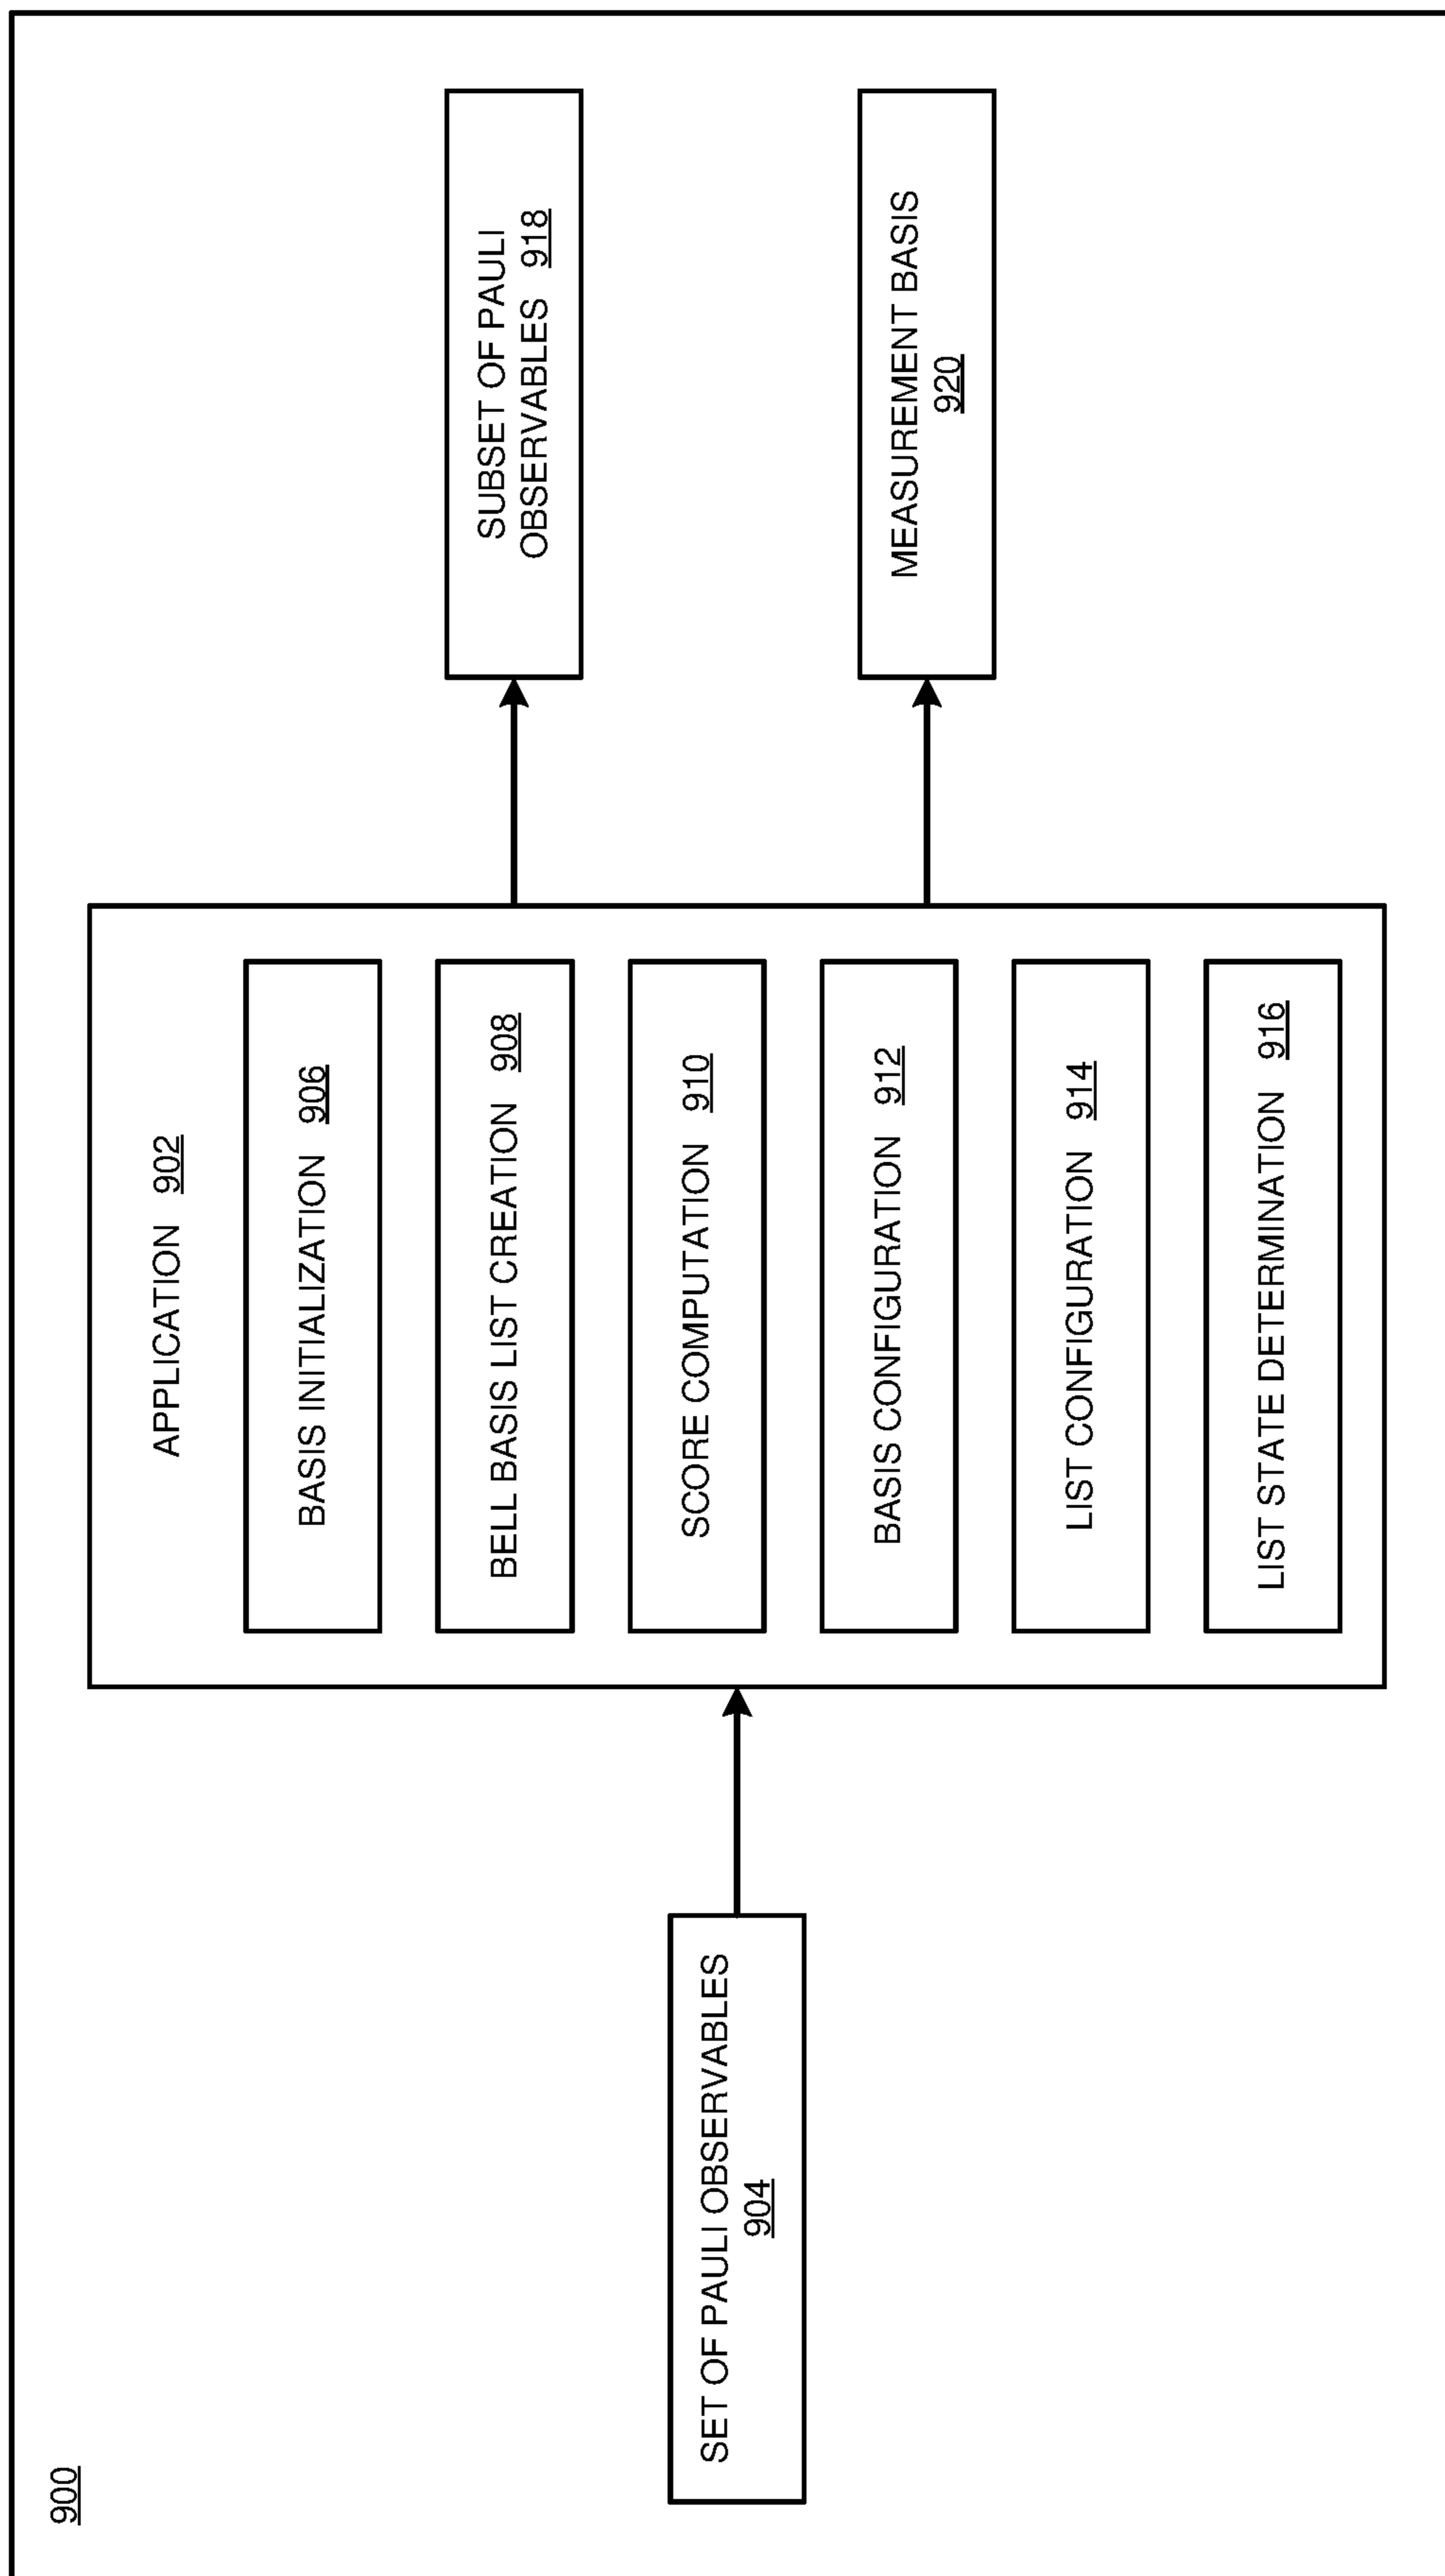 900
SET OF PAULI OBSERVABLES
904
APPLICATION 902
BASIS INITIALIZATION 906
BELL BASIS LIST CREATION 908
SCORE COMPUTATION 910
BASIS CONFIGURATION 912
LIST CONFIGURATION 914
LIST STATE DETERMINATION 916
SUBSET OF PAULI
OBSERVABLES 918
MEASUREMENT BASIS
920